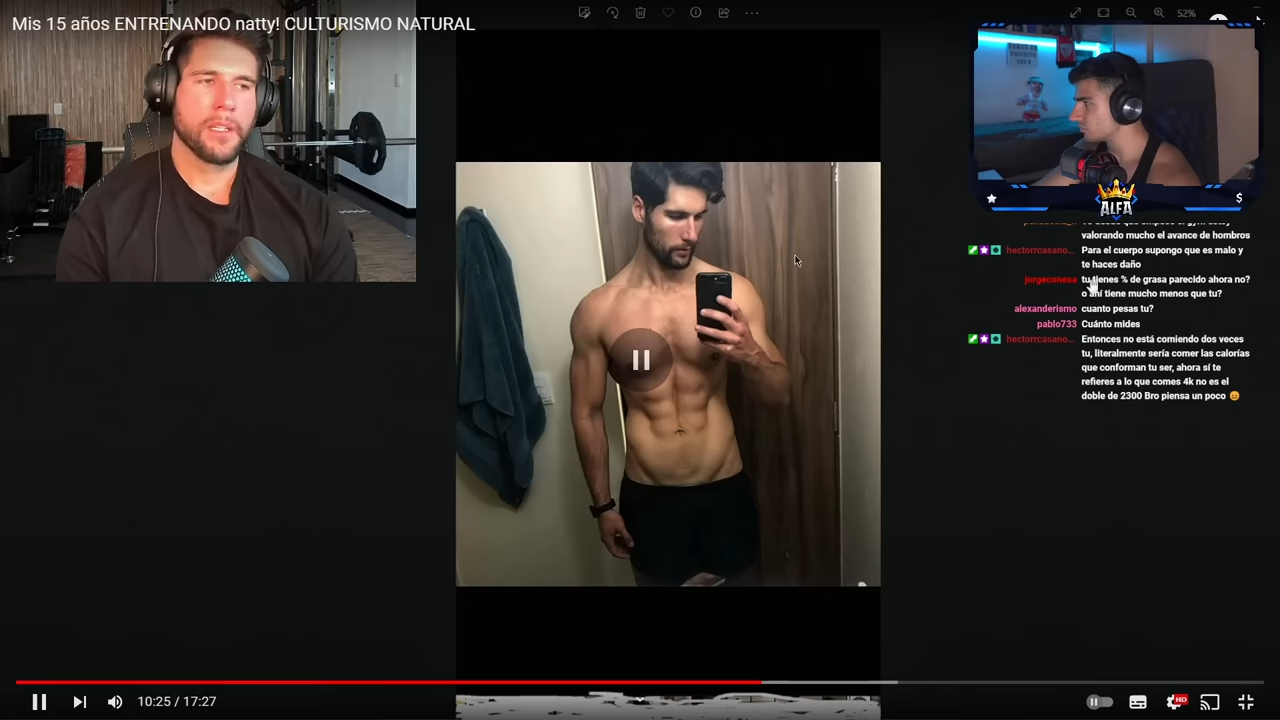 Mis 15 años ENTRENANDO natty! CULTURISMO NATURAL
52%
ALFA
$
valorando mucho el avance de hombros
hectorrcasano... Para el cuerpo supongo que es malo y
te haces daño
jorgeconesa tu tienes % de grasa parecido ahora no?
o ahí tiene mucho menos que tu?
alexanderismo cuanto pesas tu?
pablo733 Cuánto mides
hectorrcasano... Entonces no está comiendo dos veces
tu, literalmente sería comer las calorías
que conforman tu ser, ahora sí te
refieres a lo que comes 4k no es el
doble de 2300 Bro piensa un poco
10:25 / 17:27
HD